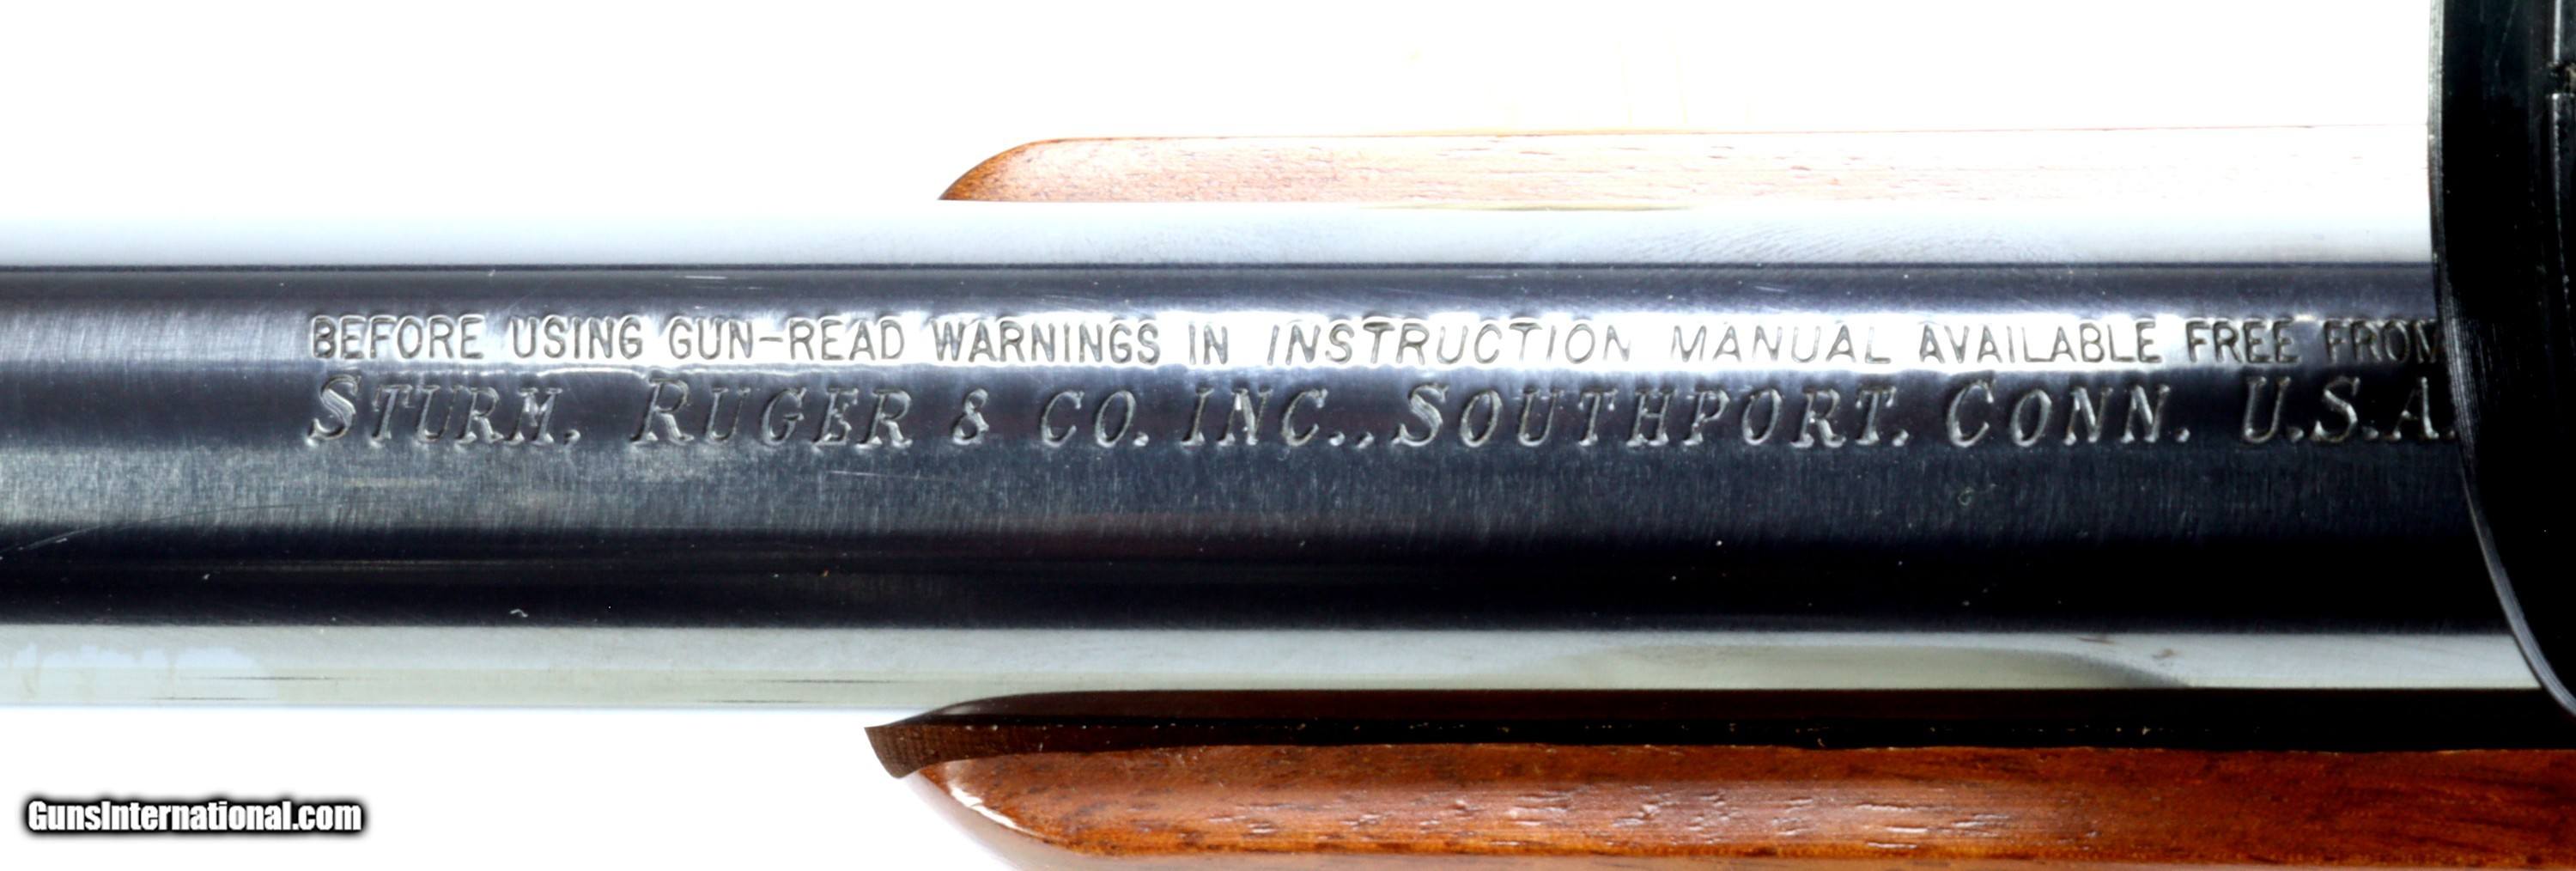 BEFORE USING GUN-READ WARNINGS IN INSTRUCTION MANUAL AVAILABLE FREE FROM
STURM, RUGER & CO. INC., SOUTHPORT, CONN. U.S.A.
GunsInternational.com